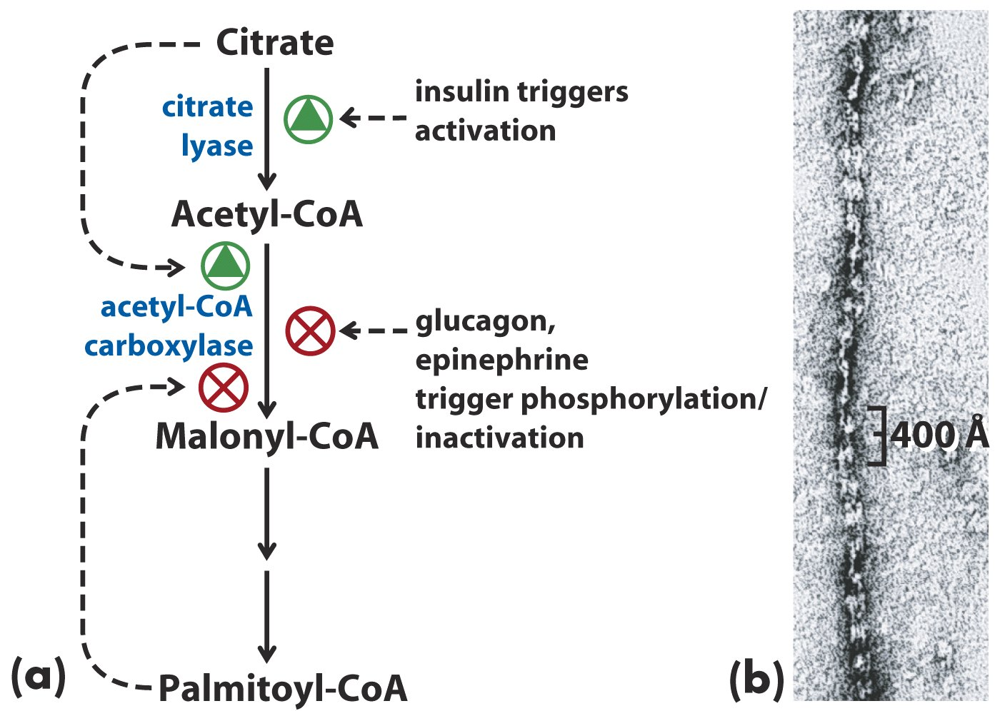 Citrate
citrate
lyase
insulin triggers
activation
Acetyl-CoA
acetyl-CoA
carboxylase
glucagon,
epinephrine
trigger phosphorylation/
inactivation
Malonyl-CoA
Palmitoyl-CoA
(a)
400 Å
(b)